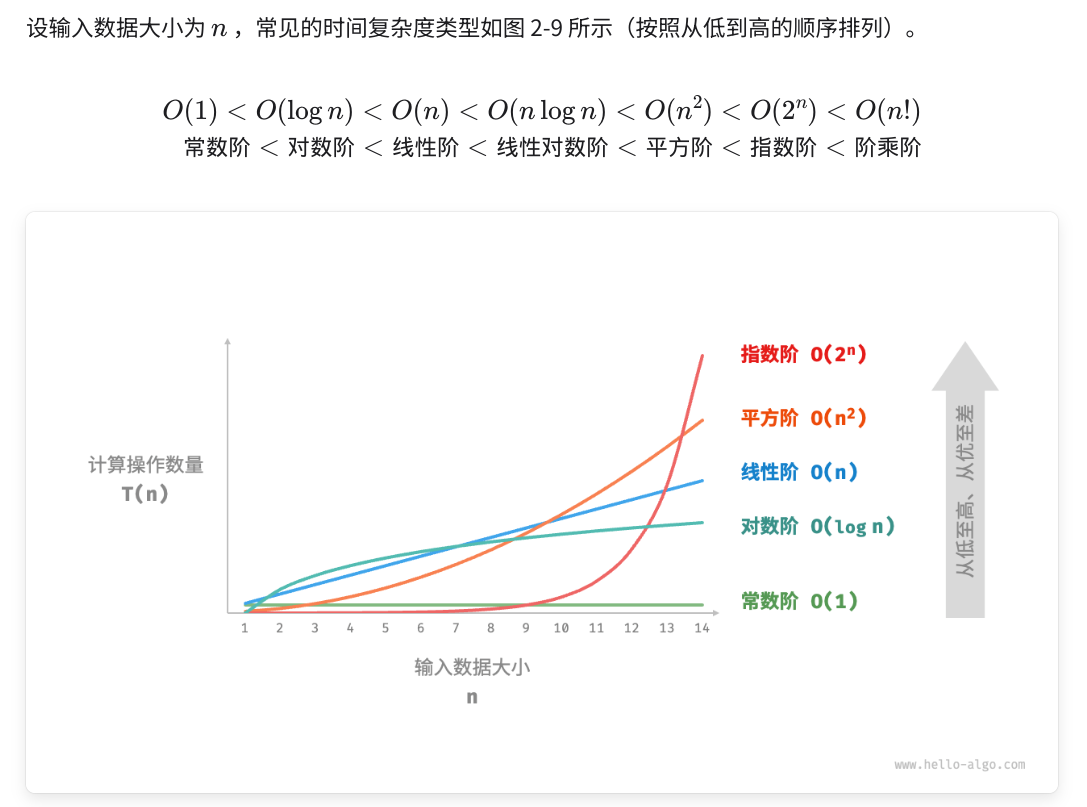 设输入数据大小为 n ，常见的时间复杂度类型如图 2-9 所示（按照从低到高的顺序排列）。
O(1) < O(log n) < O(n) < O(n log n) < O(n²) < O(2ⁿ) < O(n!)
常数阶 < 对数阶 < 线性阶 < 线性对数阶 < 平方阶 < 指数阶 < 阶乘阶
计算操作数量
T(n)
指数阶 O(2ⁿ)
平方阶 O(n²)
线性阶 O(n)
对数阶 O(log n)
常数阶 O(1)
从低至高、从优至差
1 2 3 4 5 6 7 8 9 10 11 12 13 14
输入数据大小
n
www.hello-algo.com